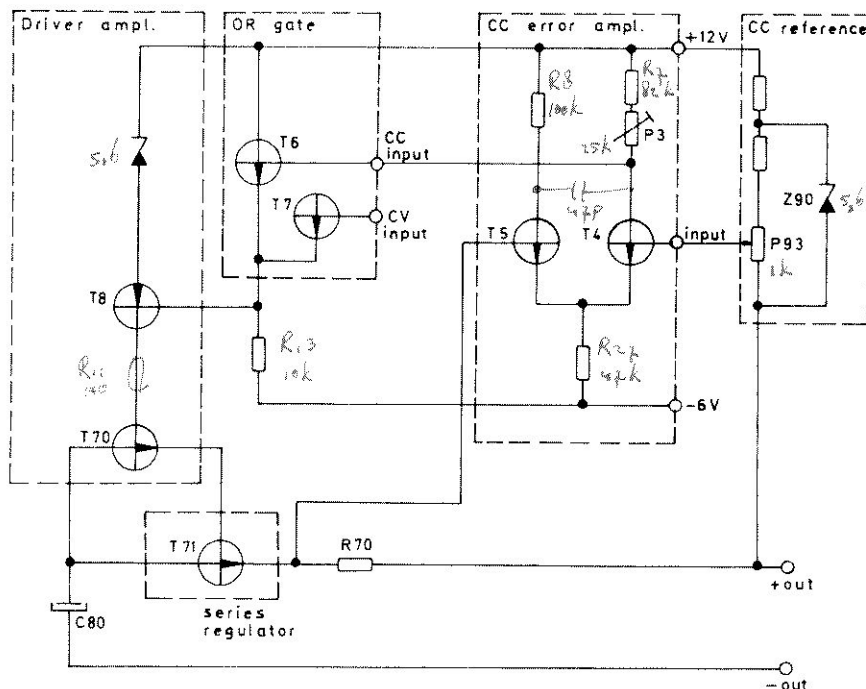 Driver ampl.
OR gate
CC error ampl.
CC reference
+12V
R8
100k
R7
82k
5,6
T6
CC
input
25k
P3
T7
CV
input
47p
Z90
5,6
T5
T4
input
P93
1k
T8
R13
10k
R27
47k
140
-6V
T70
T71
R70
+out
C80
series
regulator
-out